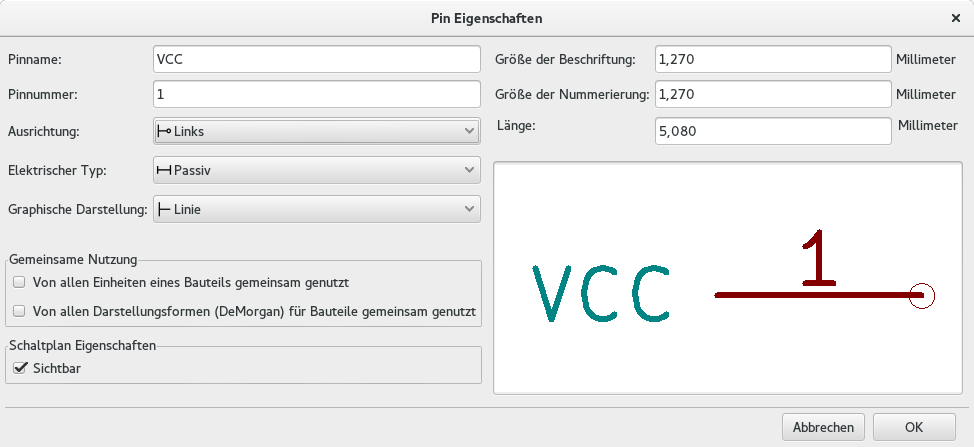 Pin Eigenschaften
Pinname: VCC
Pinnummer: 1
Ausrichtung: Links
Elektrischer Typ: Passiv
Graphische Darstellung: Linie
Gemeinsame Nutzung
Von allen Einheiten eines Bauteils gemeinsam genutzt
Von allen Darstellungsformen (DeMorgan) für Bauteile gemeinsam genutzt
Schaltplan Eigenschaften
Sichtbar
Größe der Beschriftung: 1,270 Millimeter
Größe der Nummerierung: 1,270 Millimeter
Länge: 5,080 Millimeter
1
VCC
Abbrechen OK